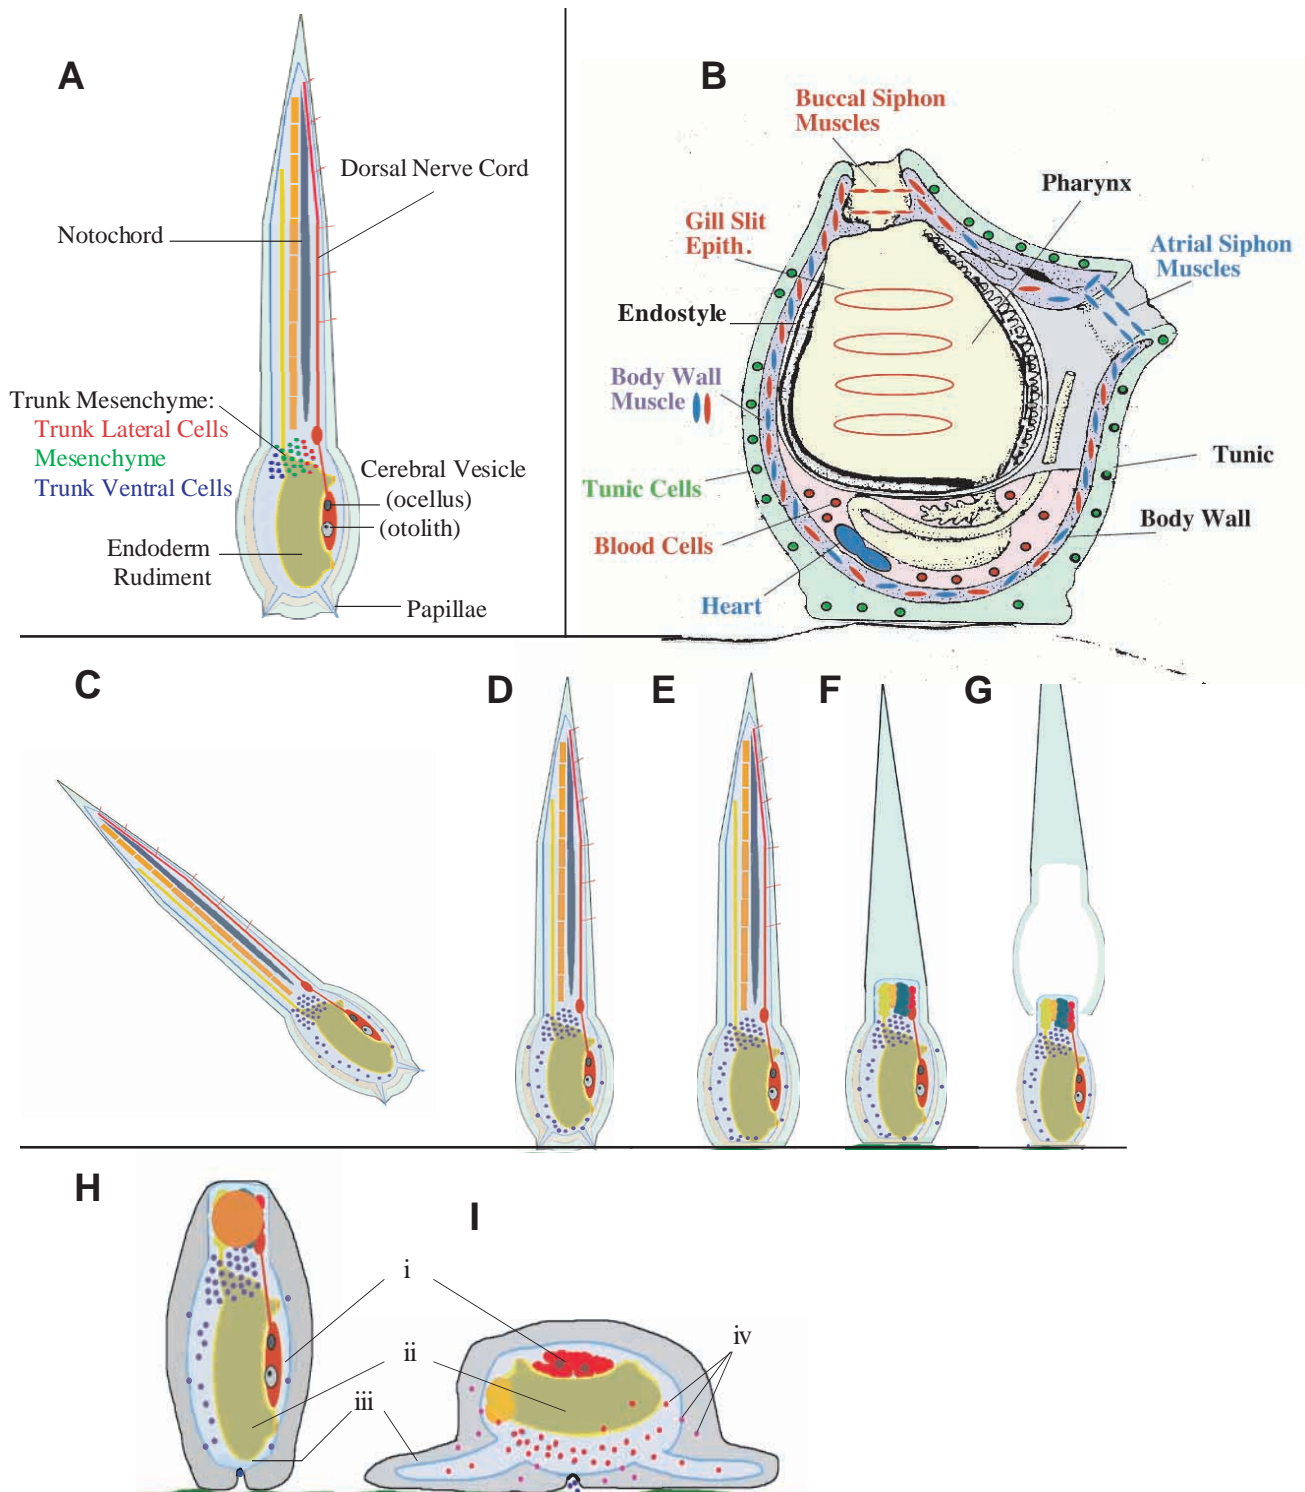 A
Dorsal Nerve Cord
Notochord
Trunk Mesenchyme:
Trunk Lateral Cells
Mesenchyme
Trunk Ventral Cells
Cerebral Vesicle
(ocellus)
(otolith)
Endoderm
Rudiment
Papillae
B
Buccal Siphon
Muscles
Pharynx
Gill Slit
Epith.
Atrial Siphon
Muscles
Endostyle
Body Wall
Muscle
Tunic
Tunic Cells
Body Wall
Blood Cells
Heart
C
D
E
F
G
H
I
i
ii
iii
iv